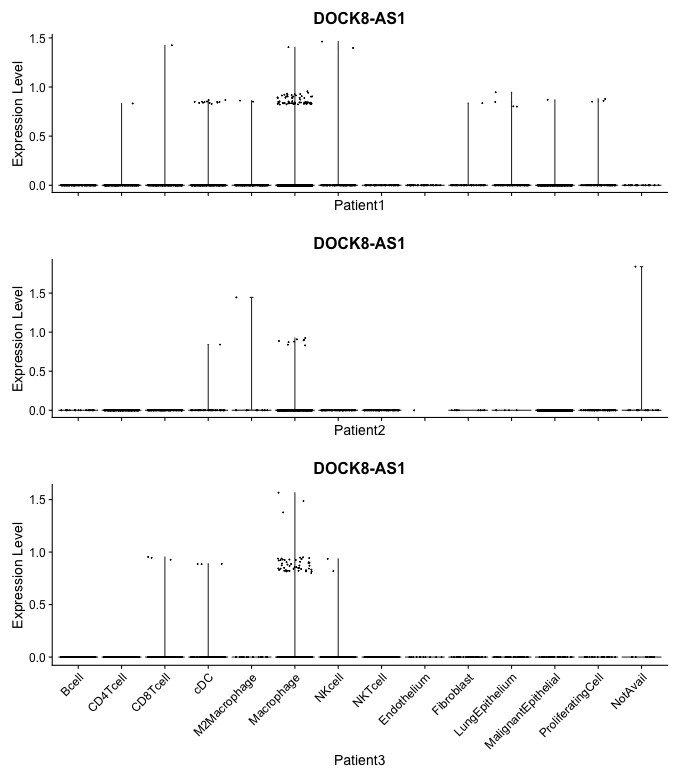 DOCK8-AS1
Expression Level
1.5
1.0
0.5
0.0
Patient1
DOCK8-AS1
Expression Level
1.5
1.0
0.5
0.0
Patient2
DOCK8-AS1
Expression Level
1.5
1.0
0.5
0.0
Bcell
CD4Tcell
CD8Tcell
cDC
M2Macrophage
Macrophage
NKcell
NKTcell
Endothelium
Fibroblast
LungEpithelium
MalignantEpithelial
ProliferatingCell
NotAvail
Patient3